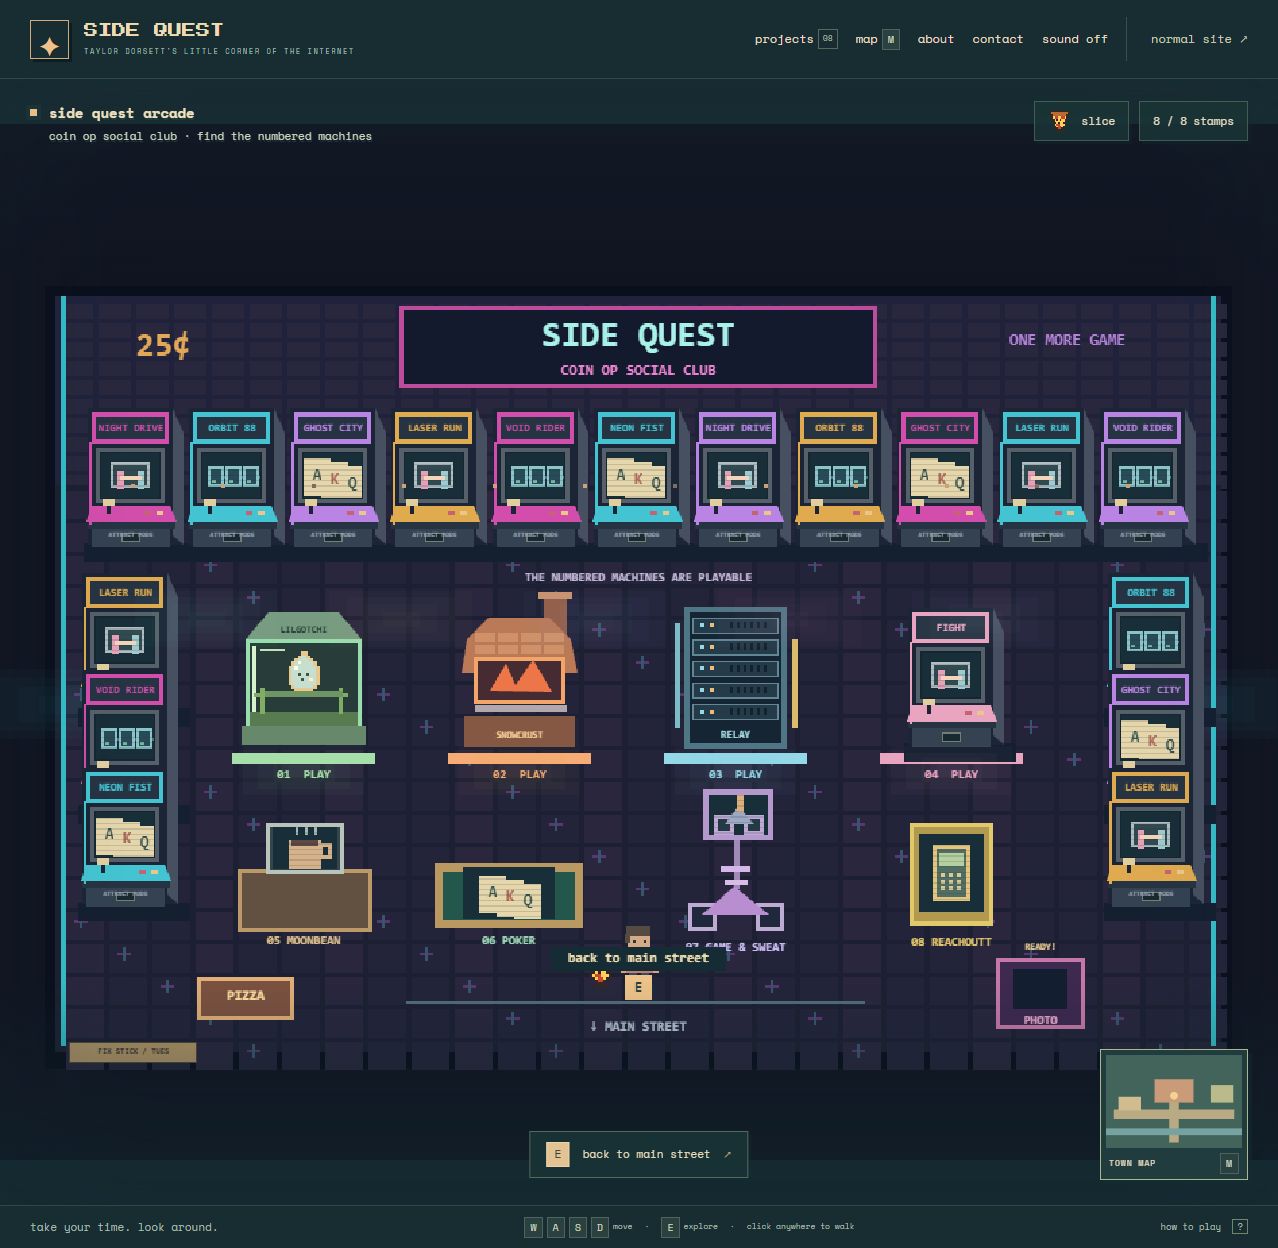 SIDE QUEST
TAYLOR DORSETT'S LITTLE CORNER OF THE INTERNET
projects 08 map M about contact sound off normal site ↗
side quest arcade
coin op social club · find the numbered machines
slice
8 / 8 stamps
25¢
SIDE QUEST
COIN OP SOCIAL CLUB
ONE MORE GAME
NIGHT DRIVE ORBIT 88 GHOST CITY LASER RUN VOID RIDER NEON FIST NIGHT DRIVE ORBIT 88 GHOST CITY LASER RUN VOID RIDER
A K Q A K Q A K Q
THE NUMBERED MACHINES ARE PLAYABLE
LASER RUN
VOID RIDER
NEON FIST
A K Q
LILGOTCHI
SNOWCRUST
RELAY
FIGHT
ORBIT 88
GHOST CITY
A K Q
LASER RUN
01 PLAY
02 PLAY
03 PLAY
04 PLAY
A K Q
05 MOONBEAN
06 POKER
& SWEAT
08 REACHOUTT
back to main street
E
READY!
PIZZA
PHOTO
↓ MAIN STREET
FIX STICK / TUES
E back to main street ↗
TOWN MAP M
take your time. look around.
W A S D move · E explore · click anywhere to walk
how to play ?